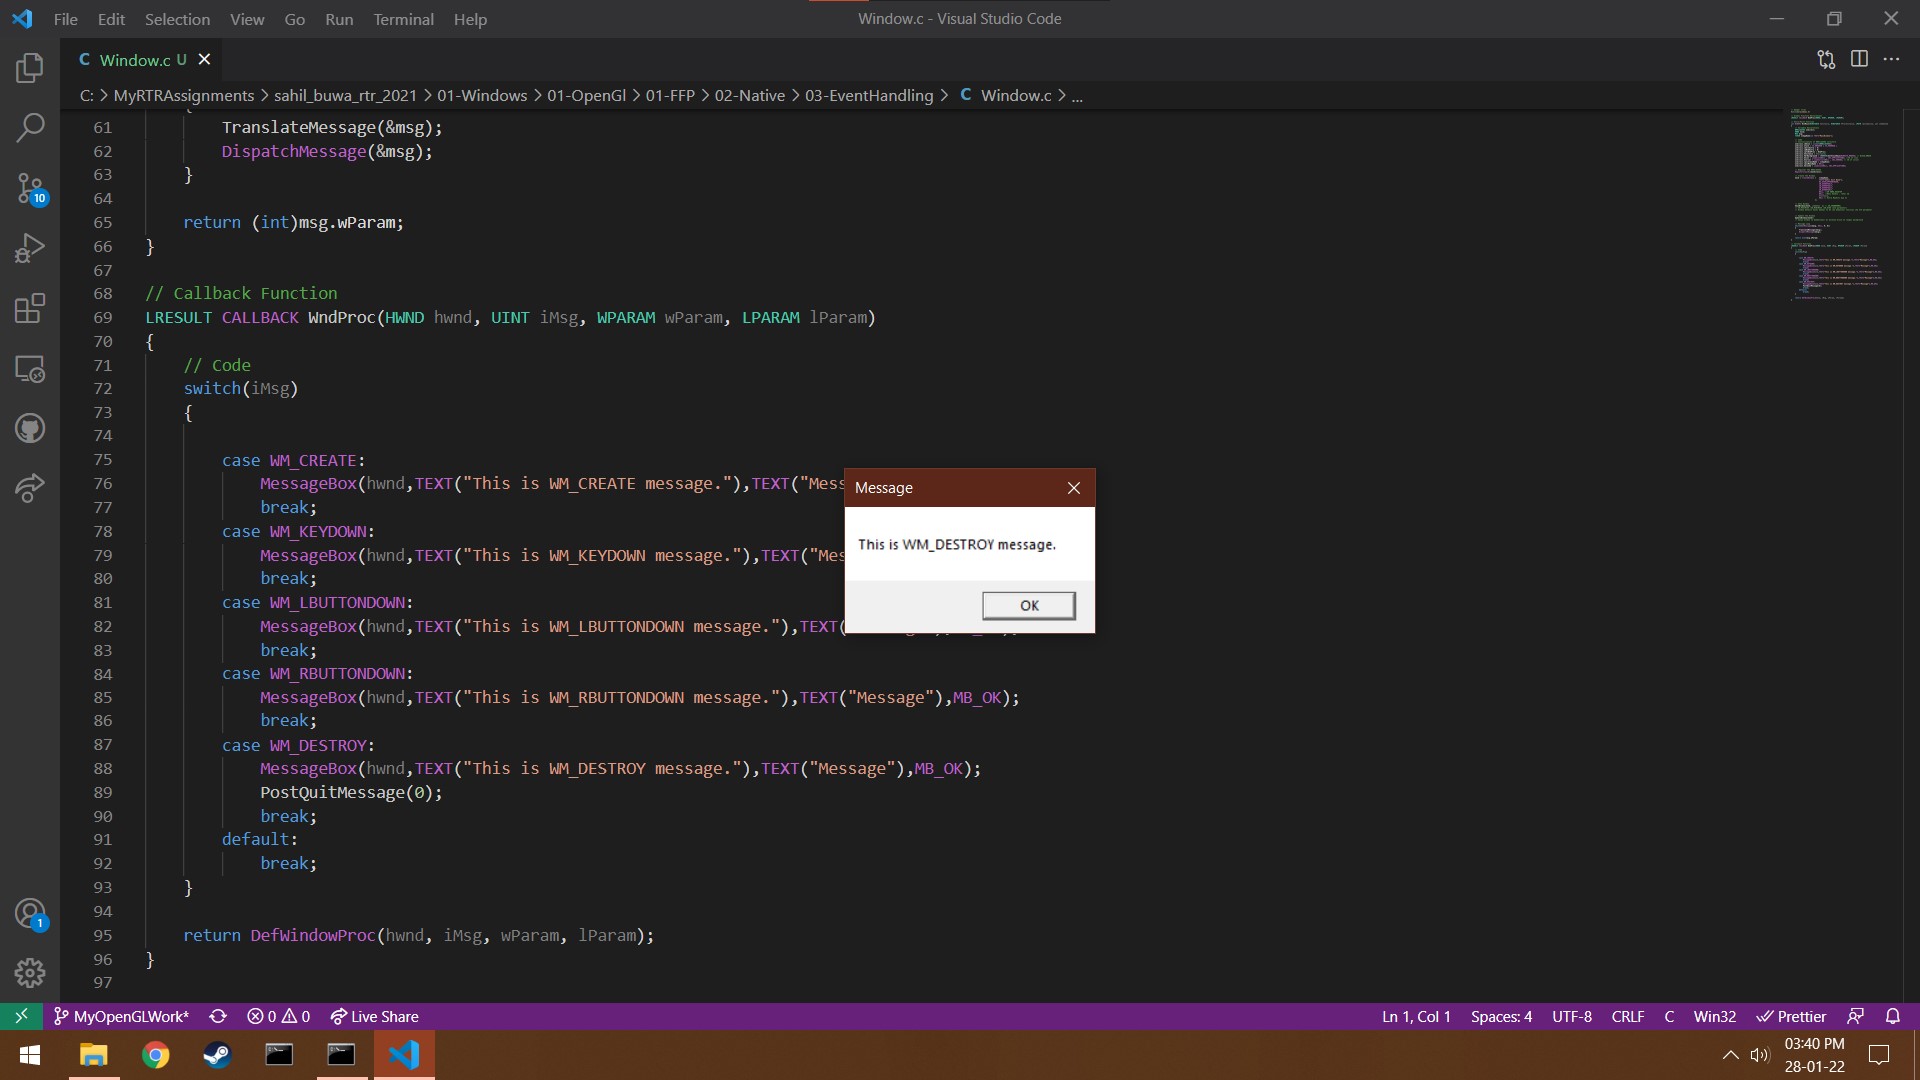 File Edit Selection View Go Run Terminal Help
Window.c - Visual Studio Code
C Window.c U
C: > MyRTRAssignments > sahil_buwa_rtr_2021 > 01-Windows > 01-OpenGl > 01-FFP > 02-Native > 03-EventHandling > C Window.c > ...
61 TranslateMessage(&msg);
62 DispatchMessage(&msg);
63 }
64
65 return (int)msg.wParam;
66 }
67
68 // Callback Function
69 LRESULT CALLBACK WndProc(HWND hwnd, UINT iMsg, WPARAM wParam, LPARAM lParam)
70 {
71 // Code
72 switch(iMsg)
73 {
74
75 case WM_CREATE:
76 MessageBox(hwnd,TEXT("This is WM_CREATE message."),TEXT("Mess
77 break;
78 case WM_KEYDOWN:
79 MessageBox(hwnd,TEXT("This is WM_KEYDOWN message."),TEXT("Mes
80 break;
81 case WM_LBUTTONDOWN:
82 MessageBox(hwnd,TEXT("This is WM_LBUTTONDOWN message."),TEXT(
83 break;
84 case WM_RBUTTONDOWN:
85 MessageBox(hwnd,TEXT("This is WM_RBUTTONDOWN message."),TEXT("Message"),MB_OK);
86 break;
87 case WM_DESTROY:
88 MessageBox(hwnd,TEXT("This is WM_DESTROY message."),TEXT("Message"),MB_OK);
89 PostQuitMessage(0);
90 break;
91 default:
92 break;
93 }
94
95 return DefWindowProc(hwnd, iMsg, wParam, lParam);
96 }
97
Message
This is WM_DESTROY message.
OK
10
1
MyOpenGLWork* 0 0 Live Share
Ln 1, Col 1 Spaces: 4 UTF-8 CRLF C Win32 Prettier
03:40 PM
28-01-22